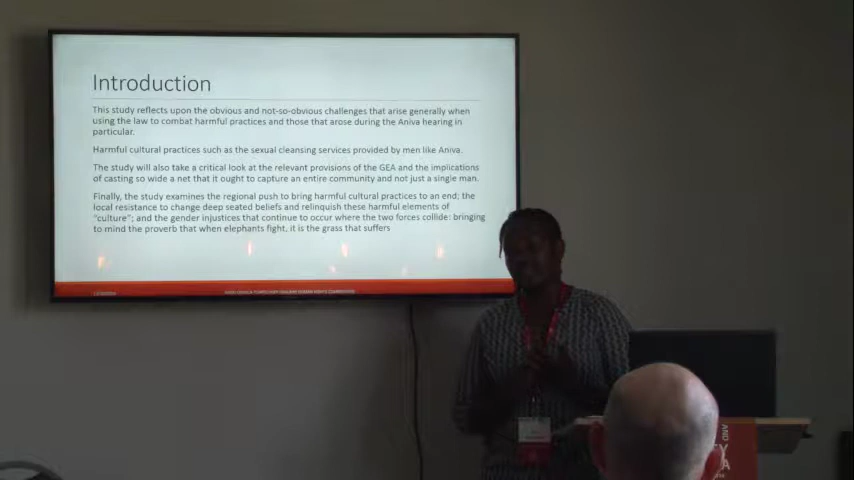 Introduction
This study reflects upon the obvious and not-so-obvious challenges that arise generally when
using the law to combat harmful practices and those that arose during the Aniva hearing in
particular.
Harmful cultural practices such as the sexual cleansing services provided by men like Aniva.
The study will also take a critical look at the relevant provisions of the GEA and the implications
of casting so wide a net that it ought to capture an entire community and not just a single man.
Finally, the study examines the regional push to bring harmful cultural practices to an end; the
local resistance to change deep seated beliefs and relinquish these harmful elements of
“culture”; and the gender injustices that continue to occur where the two forces collide: bringing
to mind the proverb that when elephants fight, it is the grass that suffers
HUMAN RIGHTS COMMISSION
AND